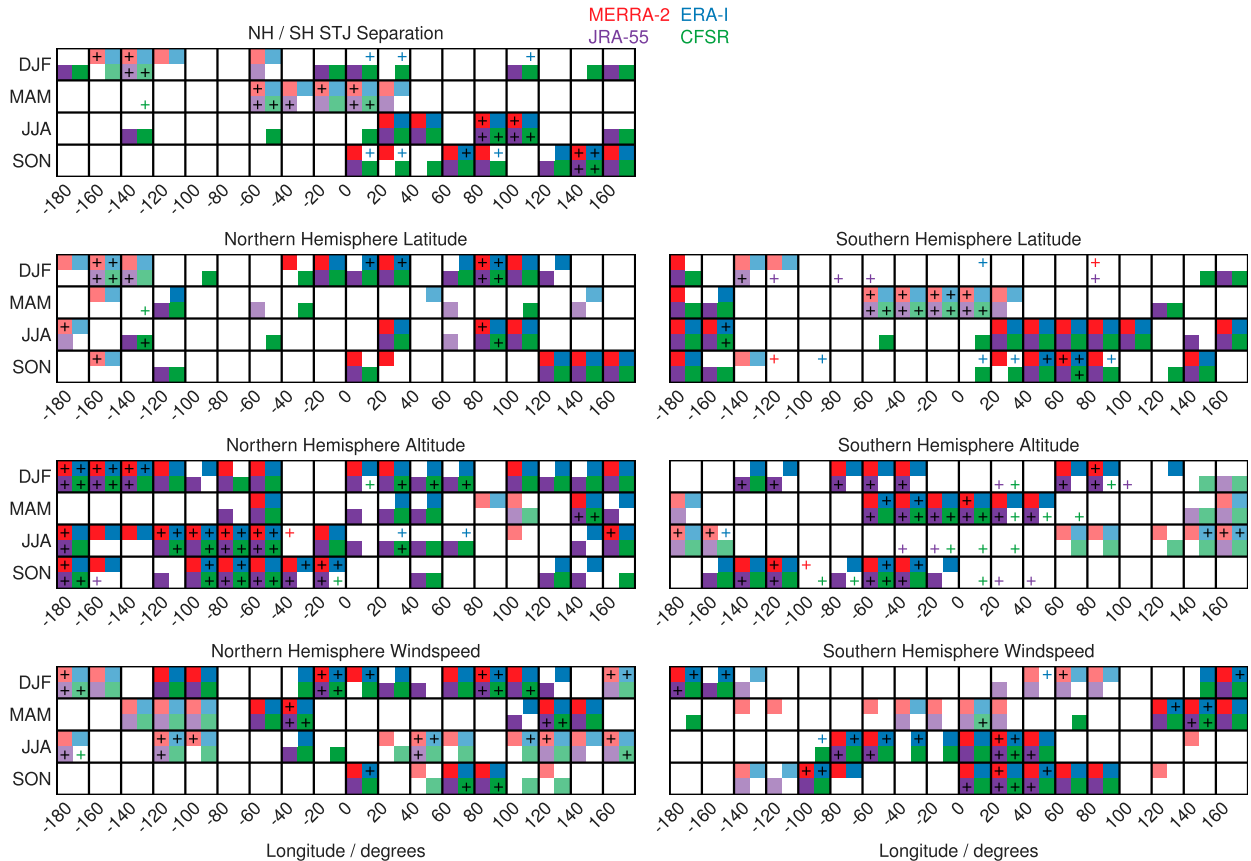 MERRA-2 ERA-I
JRA-55 CFSR
NH / SH STJ Separation
DJF
MAM
JJA
SON
-180 -160 -140 -120 -100 -80 -60 -40 -20 0 20 40 60 80 100 120 140 160
Northern Hemisphere Latitude
DJF
MAM
JJA
SON
-180 -160 -140 -120 -100 -80 -60 -40 -20 0 20 40 60 80 100 120 140 160
Southern Hemisphere Latitude
-180 -160 -140 -120 -100 -80 -60 -40 -20 0 20 40 60 80 100 120 140 160
Northern Hemisphere Altitude
DJF
MAM
JJA
SON
-180 -160 -140 -120 -100 -80 -60 -40 -20 0 20 40 60 80 100 120 140 160
Southern Hemisphere Altitude
-180 -160 -140 -120 -100 -80 -60 -40 -20 0 20 40 60 80 100 120 140 160
Northern Hemisphere Windspeed
DJF
MAM
JJA
SON
-180 -160 -140 -120 -100 -80 -60 -40 -20 0 20 40 60 80 100 120 140 160
Longitude / degrees
Southern Hemisphere Windspeed
-180 -160 -140 -120 -100 -80 -60 -40 -20 0 20 40 60 80 100 120 140 160
Longitude / degrees